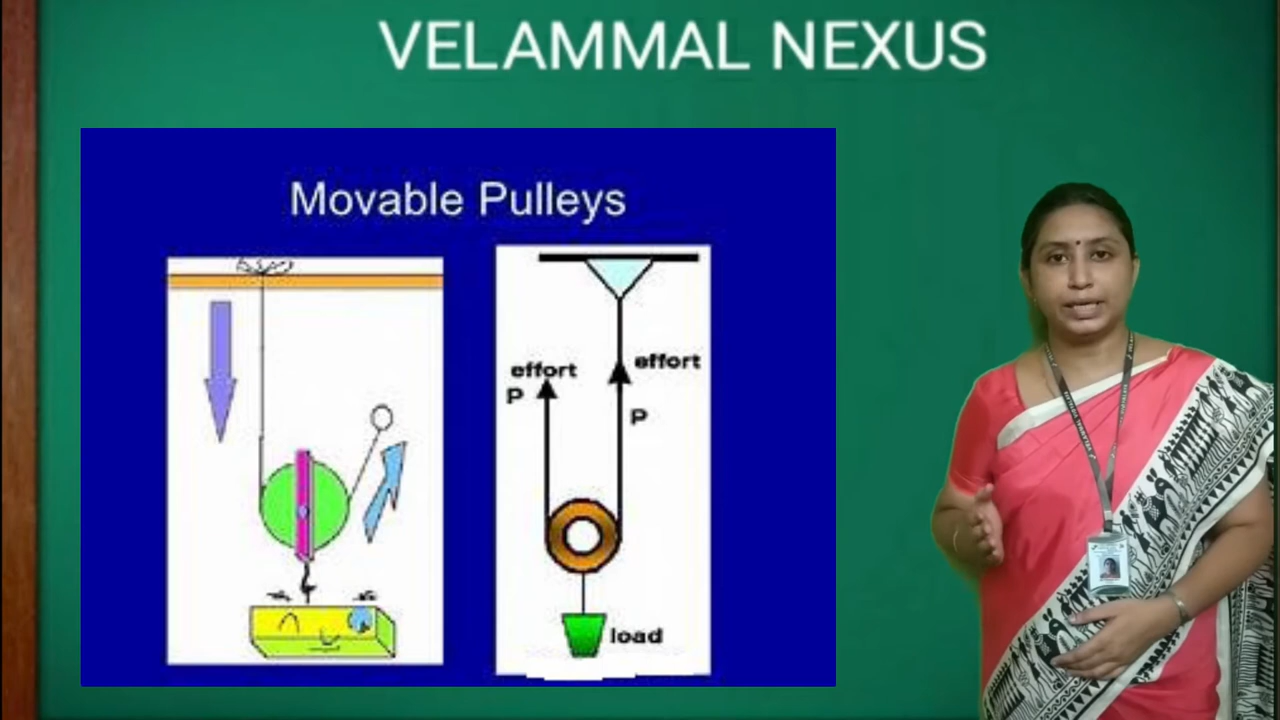 VELAMMAL NEXUS
Movable Pulleys
effort
effort
P
P
load